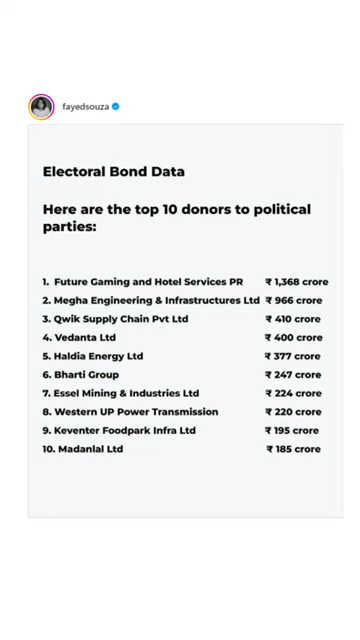 fayedsouza
Electoral Bond Data
Here are the top 10 donors to political
parties:
1. Future Gaming and Hotel Services PR ₹ 1,368 crore
2. Megha Engineering & Infrastructures Ltd ₹ 966 crore
3. Qwik Supply Chain Pvt Ltd ₹ 410 crore
4. Vedanta Ltd ₹ 400 crore
5. Haldia Energy Ltd ₹ 377 crore
6. Bharti Group ₹ 247 crore
7. Essel Mining & Industries Ltd ₹ 224 crore
8. Western UP Power Transmission ₹ 220 crore
9. Keventer Foodpark Infra Ltd ₹ 195 crore
10. Madanlal Ltd ₹ 185 crore